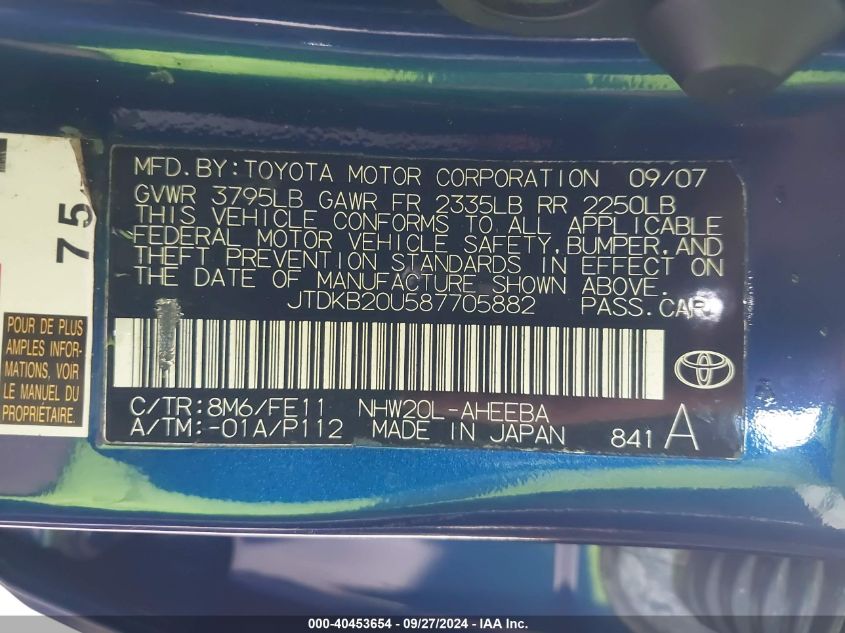 MFD.BY:TOYOTA MOTOR CORPORATION 09/07
GVWR 3795LB GAWR FR 2335LB RR 2250LB
THIS VEHICLE CONFORMS TO ALL APPLICABLE
FEDERAL MOTOR VEHICLE SAFETY,BUMPER,AND
THEFT PREVENTION STANDARDS IN EFFECT ON
THE DATE OF MANUFACTURE SHOWN ABOVE.
JTDKB20U587705882 PASS.CAR
C/TR:8M6/FE11 NHW20L-AHEEBA
A/TM:-01A/P112 MADE IN JAPAN 841 A
75
POUR DE PLUS
AMPLES INFOR-
MATIONS, VOIR
LE MANUEL DU
PROPRIÉTAIRE.
000-40453654 / 09/27/2024 - IAA Inc.